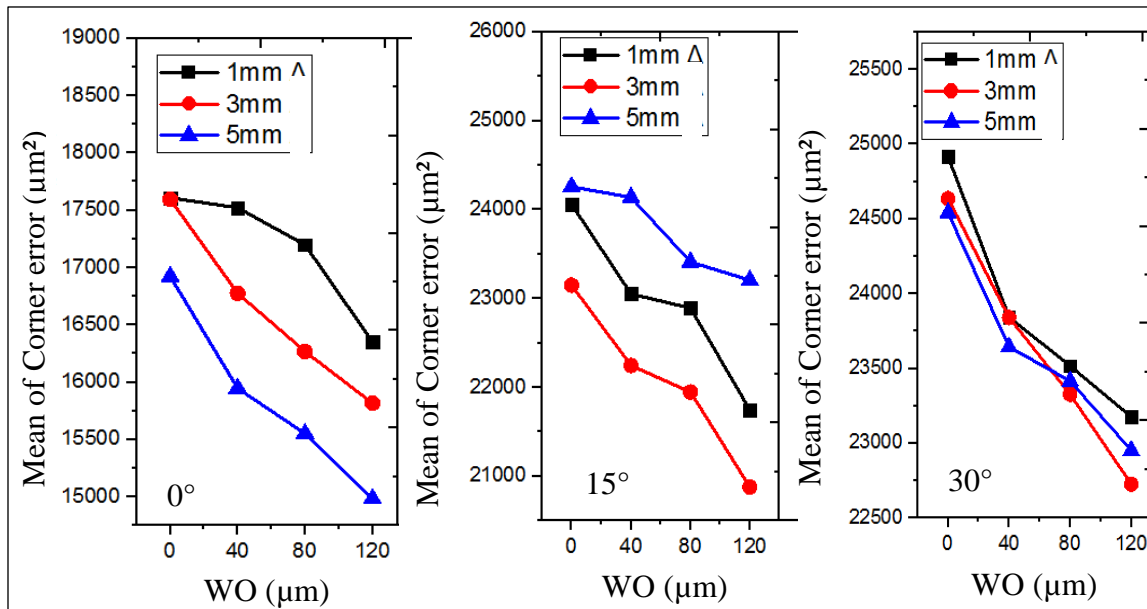 Mean of Corner error (µm²)
19000
18500
18000
17500
17000
16500
16000
15500
15000
1mm ^
3mm
5mm
0°
0 40 80 120
WO (µm)
Mean of Corner error (µm²)
26000
25000
24000
23000
22000
21000
1mm Δ
3mm
5mm
15°
0 40 80 120
WO (µm)
Mean of Corner error (µm²)
25500
25000
24500
24000
23500
23000
22500
1mm ^
3mm
5mm
30°
0 40 80 120
WO (µm)